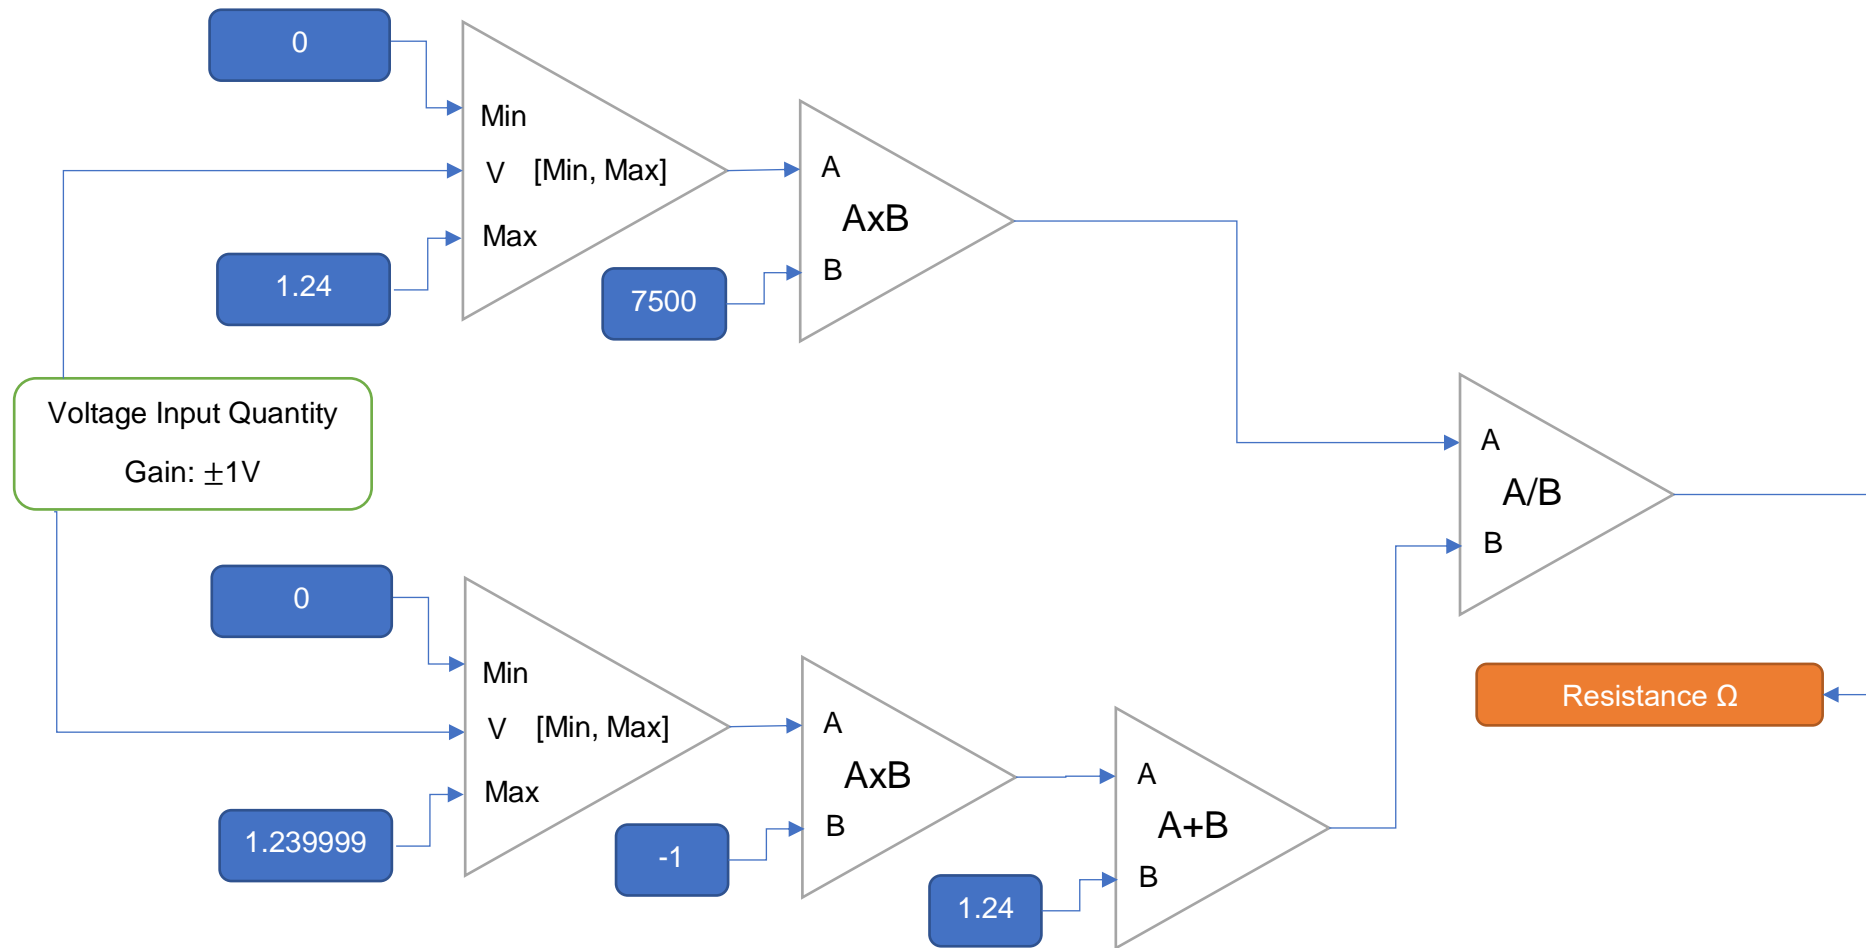 0
Min
V [Min, Max]
Max
1.24
A
AxB
B
7500
Voltage Input Quantity
Gain: ±1V
A
A/B
B
0
Min
V [Min, Max]
Max
1.239999
A
AxB
B
-1
A
A+B
B
1.24
Resistance Ω